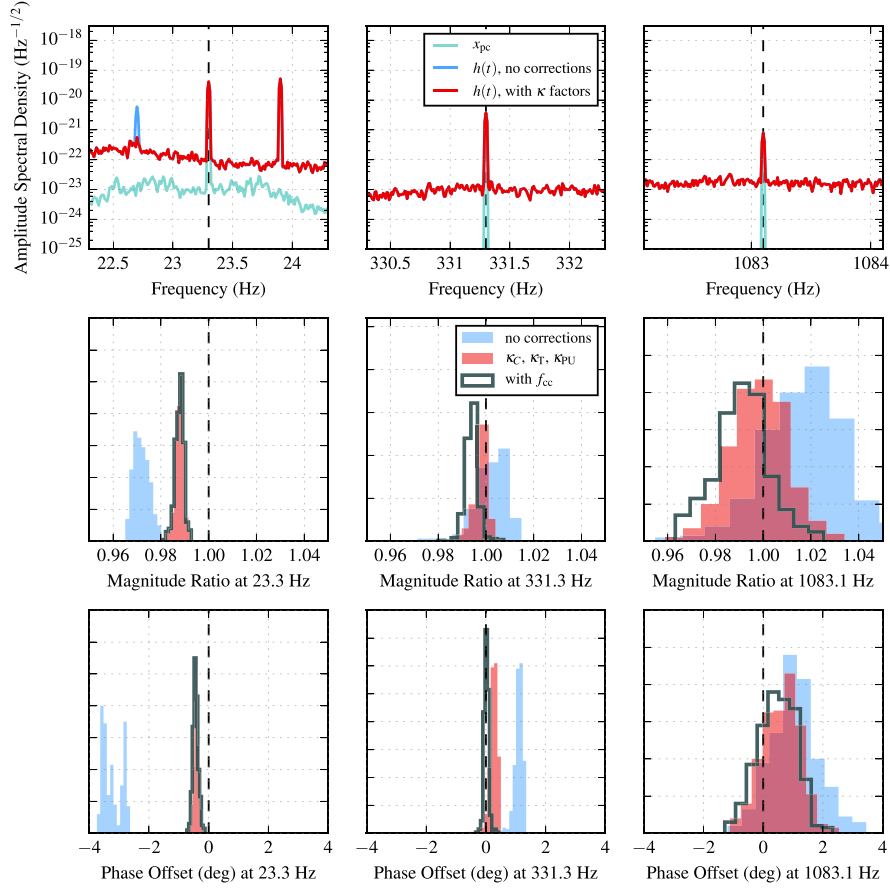 Amplitude Spectral Density (Hz^{−1/2})
10^{−18}
10^{−19}
10^{−20}
10^{−21}
10^{−22}
10^{−23}
10^{−24}
10^{−25}
x_{pc}
h(t), no corrections
h(t), with κ factors
22.5 23 23.5 24
330.5 331 331.5 332
1083 1084
Frequency (Hz)
Frequency (Hz)
Frequency (Hz)
no corrections
κ_C, κ_T, κ_{PU}
with f_{cc}
0.96 0.98 1.00 1.02 1.04
0.96 0.98 1.00 1.02 1.04
0.96 0.98 1.00 1.02 1.04
Magnitude Ratio at 23.3 Hz
Magnitude Ratio at 331.3 Hz
Magnitude Ratio at 1083.1 Hz
−4 −2 0 2 4
−4 −2 0 2 4
−4 −2 0 2 4
Phase Offset (deg) at 23.3 Hz
Phase Offset (deg) at 331.3 Hz
Phase Offset (deg) at 1083.1 Hz